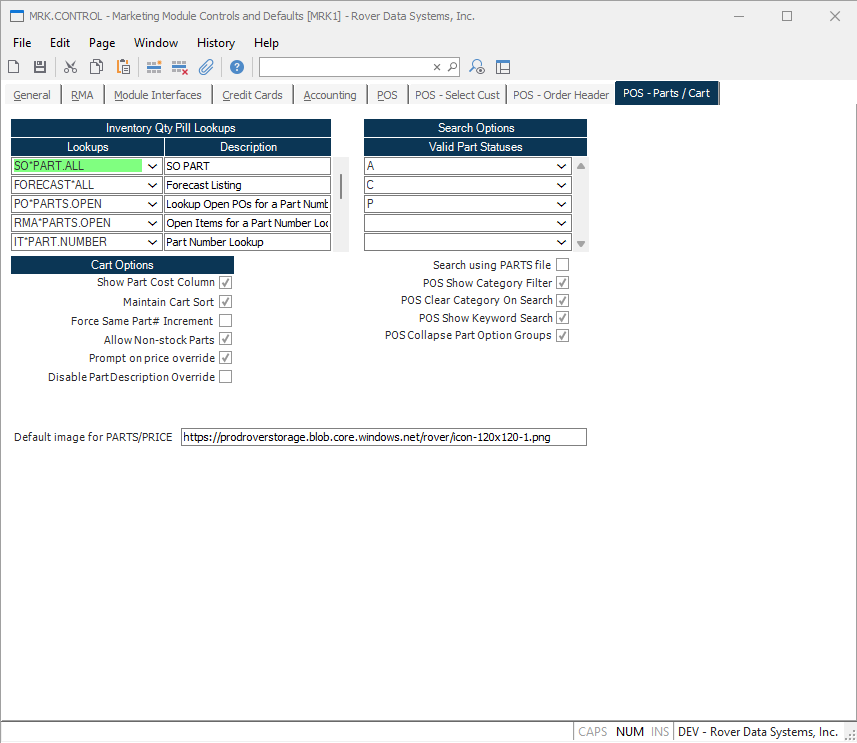 MRK.CONTROL - Marketing Module Controls and Defaults [MRK1] - Rover Data Systems, Inc.
File Edit Page Window History Help
General RMA Module Interfaces Credit Cards Accounting POS POS - Select Cust POS - Order Header POS - Parts / Cart
Inventory Qty Pill Lookups
Lookups Description
SO*PART.ALL SO PART
FORECAST*ALL Forecast Listing
PO*PARTS.OPEN Lookup Open POs for a Part Numb
RMA*PARTS.OPEN Open Items for a Part Number Loo
IT*PART.NUMBER Part Number Lookup
Search Options
Valid Part Statuses
A
C
P
Cart Options
Show Part Cost Column
Maintain Cart Sort
Force Same Part# Increment
Allow Non-stock Parts
Prompt on price override
Disable Part Description Override
Search using PARTS file
POS Show Category Filter
POS Clear Category On Search
POS Show Keyword Search
POS Collapse Part Option Groups
Default image for PARTS/PRICE https://prodroverstorage.blob.core.windows.net/rover/icon-120x120-1.png
CAPS NUM INS DEV - Rover Data Systems, Inc.